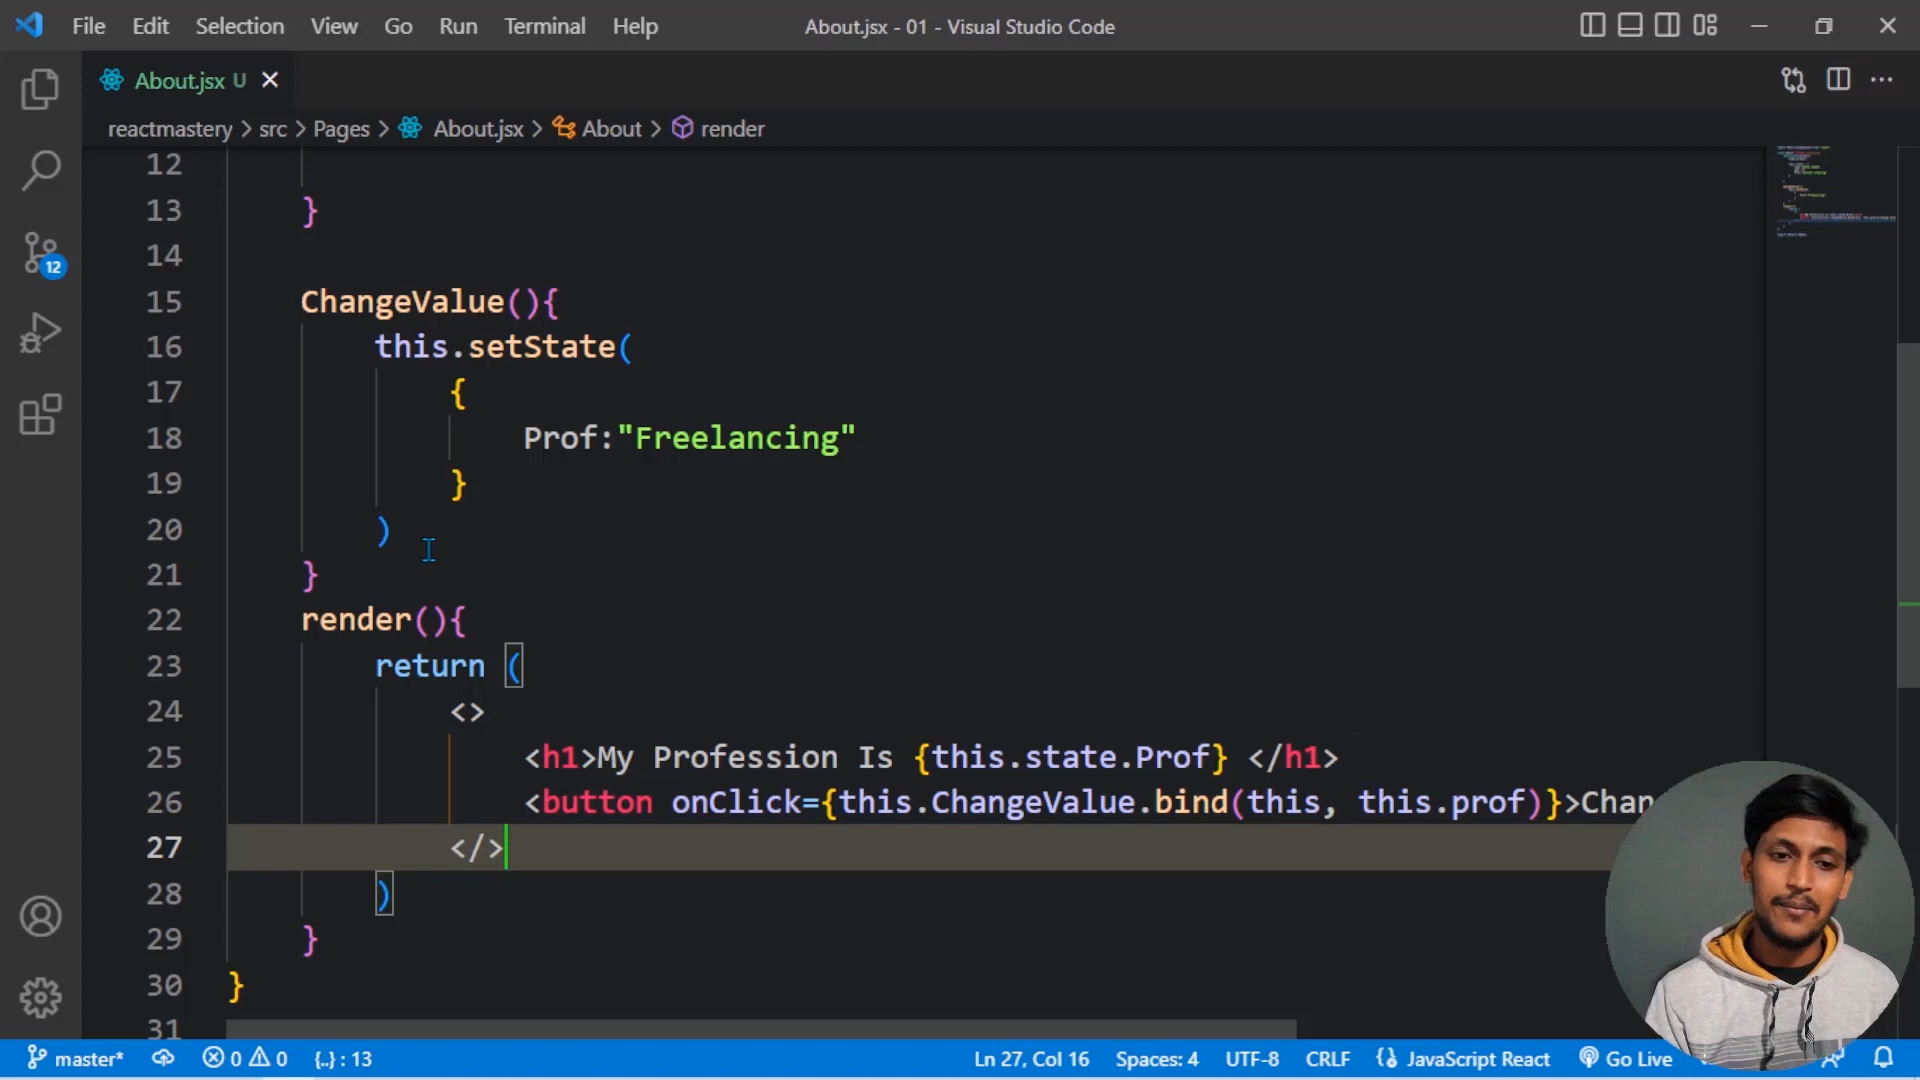 File Edit Selection View Go Run Terminal Help About.jsx - 01 - Visual Studio Code
About.jsx U
reactmastery > src > Pages > About.jsx > About > render
12
13 }
14
15 ChangeValue(){
16 this.setState(
17 {
18 Prof:"Freelancing"
19 }
20 )
21 }
22 render(){
23 return (
24 <>
25 <h1>My Profession Is {this.state.Prof} </h1>
26 <button onClick={this.ChangeValue.bind(this, this.prof)}>Chan
27 </>
28 )
29 }
30 }
31
12
master* 0 0 {..} : 13 Ln 27, Col 16 Spaces: 4 UTF-8 CRLF JavaScript React Go Live